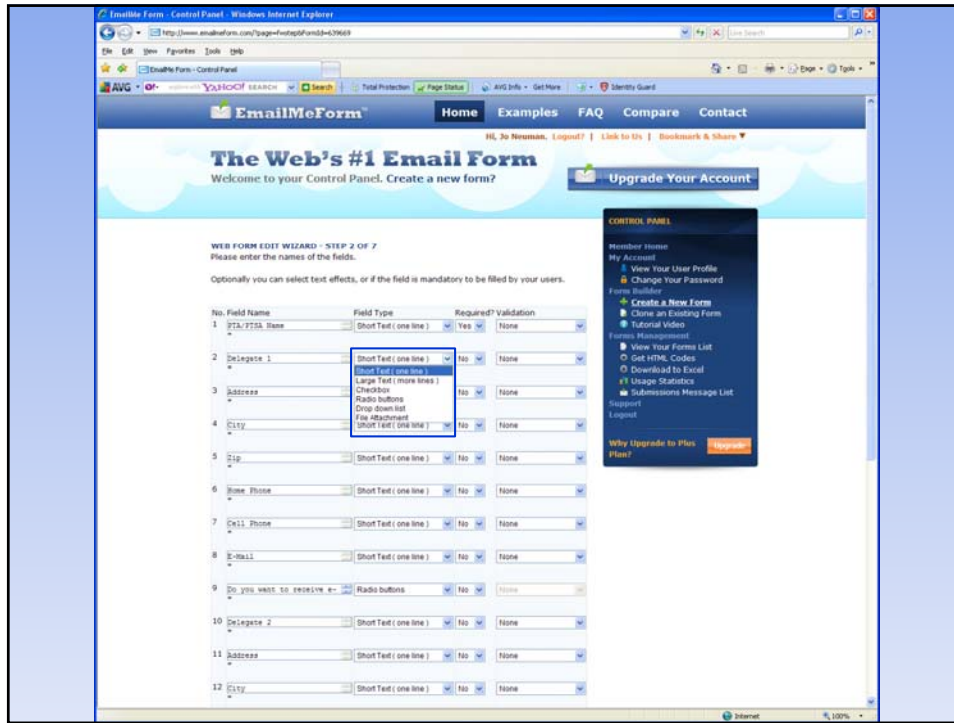 EmailMe Form - Control Panel - Windows Internet Explorer
Live Search
File Edit View Favorites Tools Help
EmailMe Form - Control Panel
Page Tools
AVG YAHOO! SEARCH Search Total Protection Page Status AVG Info Get More Identity Guard
EmailMeForm Home Examples FAQ Compare Contact
Hi, Jo Neuman, Logout? | Link to Us | Bookmark & Share
The Web's #1 Email Form
Welcome to your Control Panel. Create a new form?
Upgrade Your Account
WEB FORM EDIT WIZARD - STEP 2 OF 7
Please enter the names of the fields.
Optionally you can select text effects, or if the field is mandatory to be filled by your users.
No. Field Name Field Type Required? Validation
1 PTA/PTSA Name Short Text ( one line ) Yes None
2 Delegate 1 Short Text ( one line ) No None
Short Text ( one line )
Large Text ( more lines )
Checkbox
Radio buttons
Drop down list
File Attachment
3 Address No None
4 City Short Text ( one line ) No None
5 Zip Short Text ( one line ) No None
6 Home Phone Short Text ( one line ) No None
7 Cell Phone Short Text ( one line ) No None
8 E-Mail Short Text ( one line ) No None
9 Do you want to receive e- Radio buttons No None
10 Delegate 2 Short Text ( one line ) No None
11 Address Short Text ( one line ) No None
12 City Short Text ( one line ) No None
CONTROL PANEL
Member Home
My Account
View Your User Profile
Change Your Password
Form Builder
Create a New Form
Clone an Existing Form
Tutorial Video
Forms Management
View Your Forms List
Get HTML Codes
Download to Excel
Usage Statistics
Submissions Message List
Support
Logout
Why Upgrade to Plus Plan?
Upgrade
Internet 100%